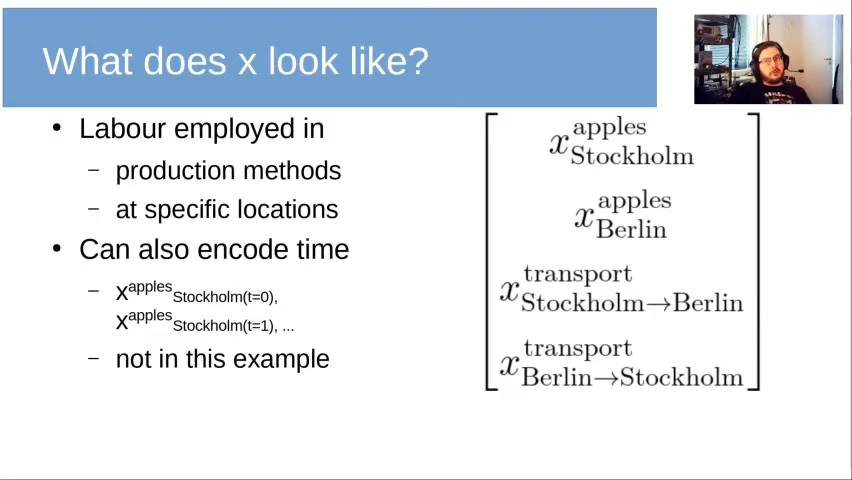 What does x look like?
• Labour employed in
– production methods
– at specific locations
• Can also encode time
– x^apples_Stockholm(t=0),
x^apples_Stockholm(t=1), ...
– not in this example
x^apples_Stockholm
x^apples_Berlin
x^transport_Stockholm→Berlin
x^transport_Berlin→Stockholm